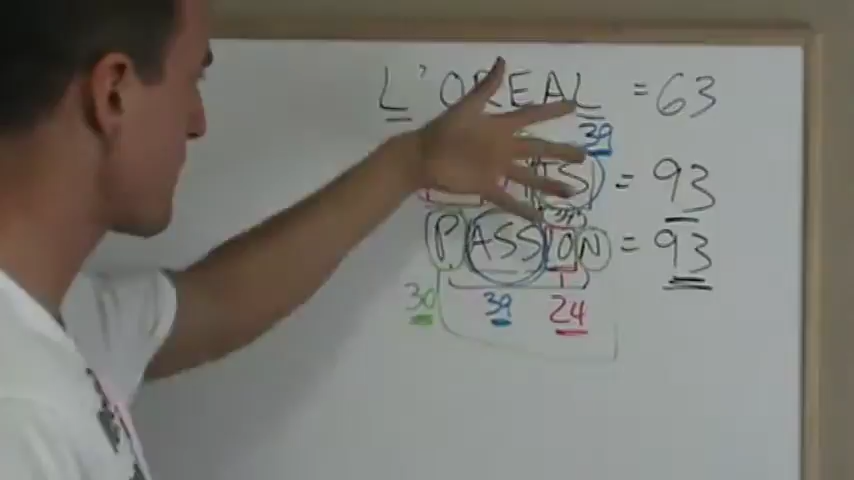 L'OREAL = 63
39
= 93
PASSION = 93
30 39 24